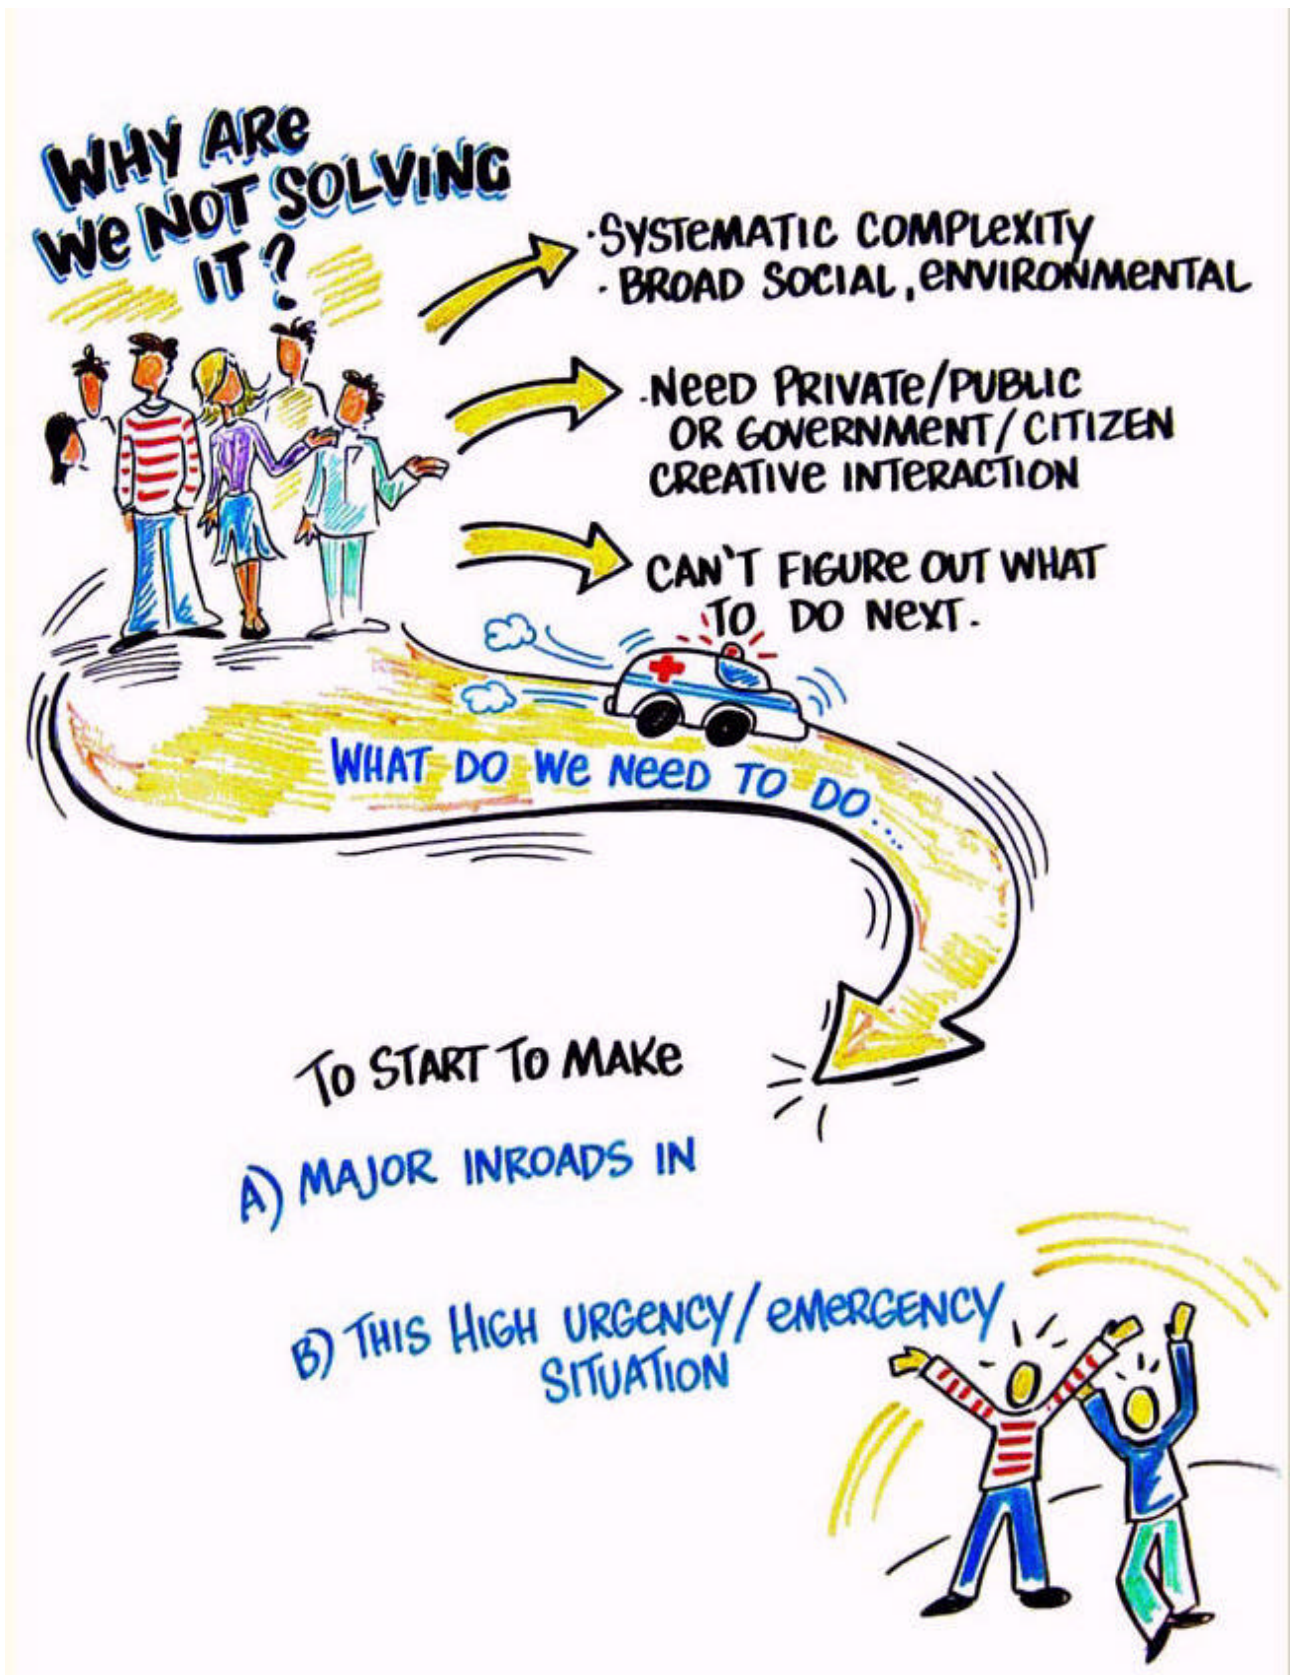 WHY ARE
WE NOT SOLVING
IT?
·SYSTEMATIC COMPLEXITY
· BROAD SOCIAL, ENVIRONMENTAL
·NEED PRIVATE/PUBLIC
OR GOVERNMENT/CITIZEN
CREATIVE INTERACTION
CAN'T FIGURE OUT WHAT
TO DO NEXT.
WHAT DO WE NEED TO DO....
TO START TO MAKE
A) MAJOR INROADS IN
B) THIS HIGH URGENCY/EMERGENCY
SITUATION